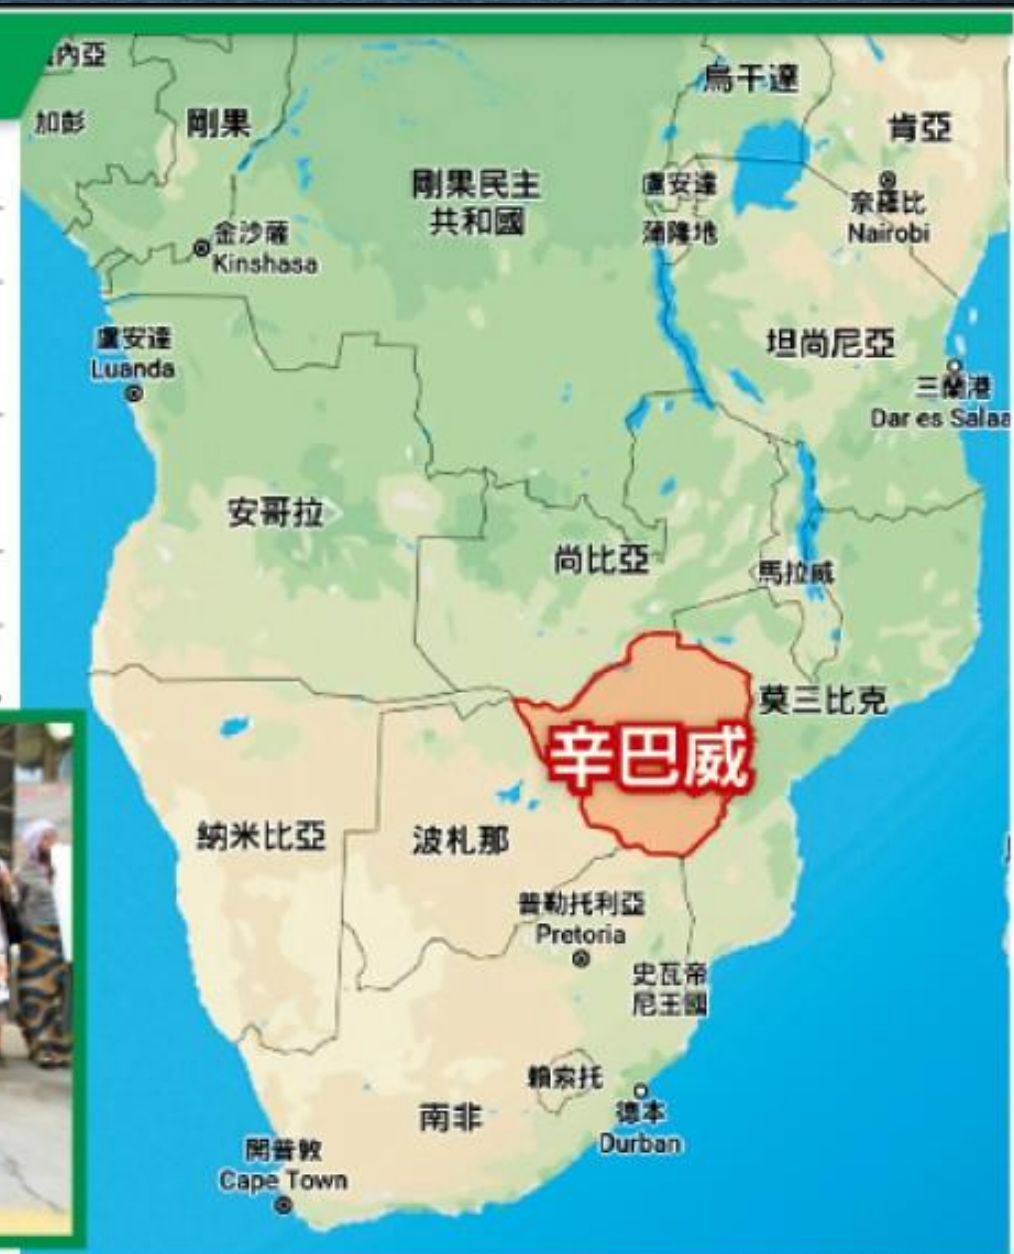 內亞
加彭
剛果
烏干達
肯亞
剛果民主
共和國
盧安達
蒲隆地
奈羅比
Nairobi
金沙薩
Kinshasa
盧安達
Luanda
坦尚尼亞
三蘭港
Dar es Salaa
安哥拉
尚比亞
馬拉威
莫三比克
辛巴威
納米比亞
波札那
普勒托利亞
Pretoria
史瓦帝
尼王國
賴索托
南非
德本
Durban
開普敦
Cape Town